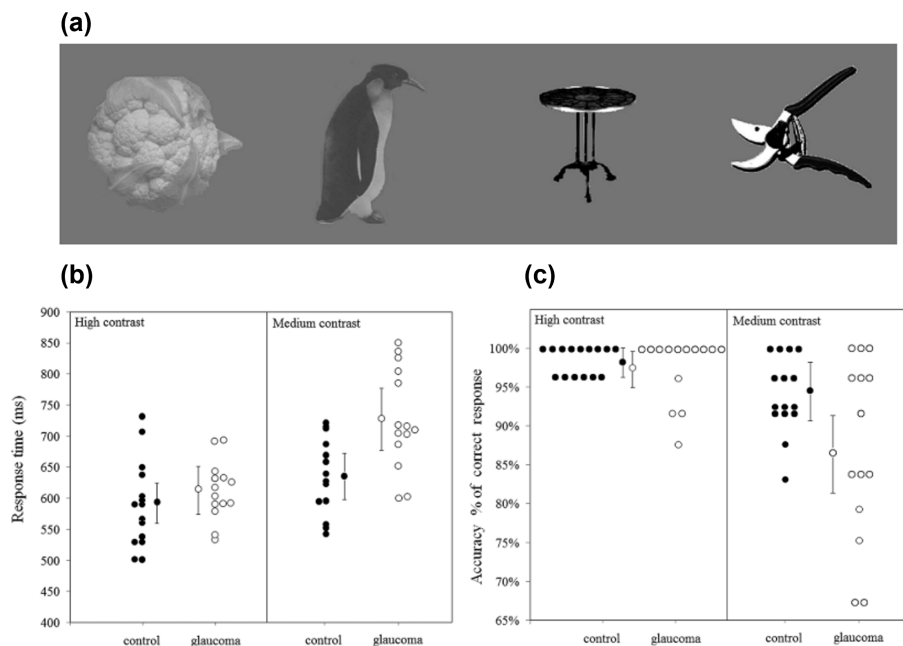 (a)
(b)
(c)
High contrast
Medium contrast
900
850
800
750
700
650
600
550
500
450
400
Response time (ms)
control
glaucoma
control
glaucoma
High contrast
Medium contrast
100%
95%
90%
85%
80%
75%
70%
65%
Accuracy % of correct response
control
glaucoma
control
glaucoma